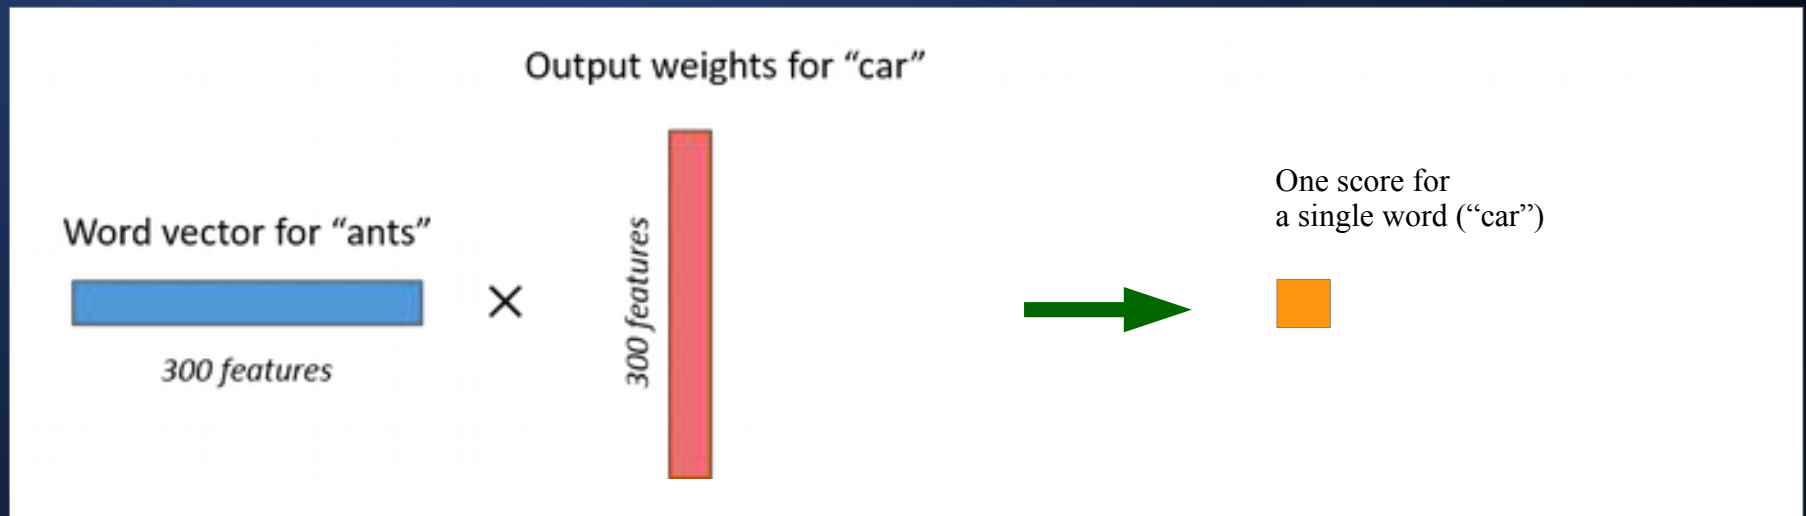 Output weights for “car”
Word vector for “ants”
×
300 features
300 features
One score for
a single word (“car”)